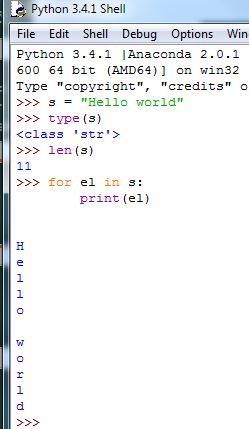 Python 3.4.1 Shell
File Edit Shell Debug Options Win
Python 3.4.1 |Anaconda 2.0.1
600 64 bit (AMD64)] on win32
Type "copyright", "credits" o
>>> s = "Hello world"
>>> type(s)
<class 'str'>
>>> len(s)
11
>>> for el in s:
        print(el)
H
e
l
l
o
w
o
r
l
d
>>>